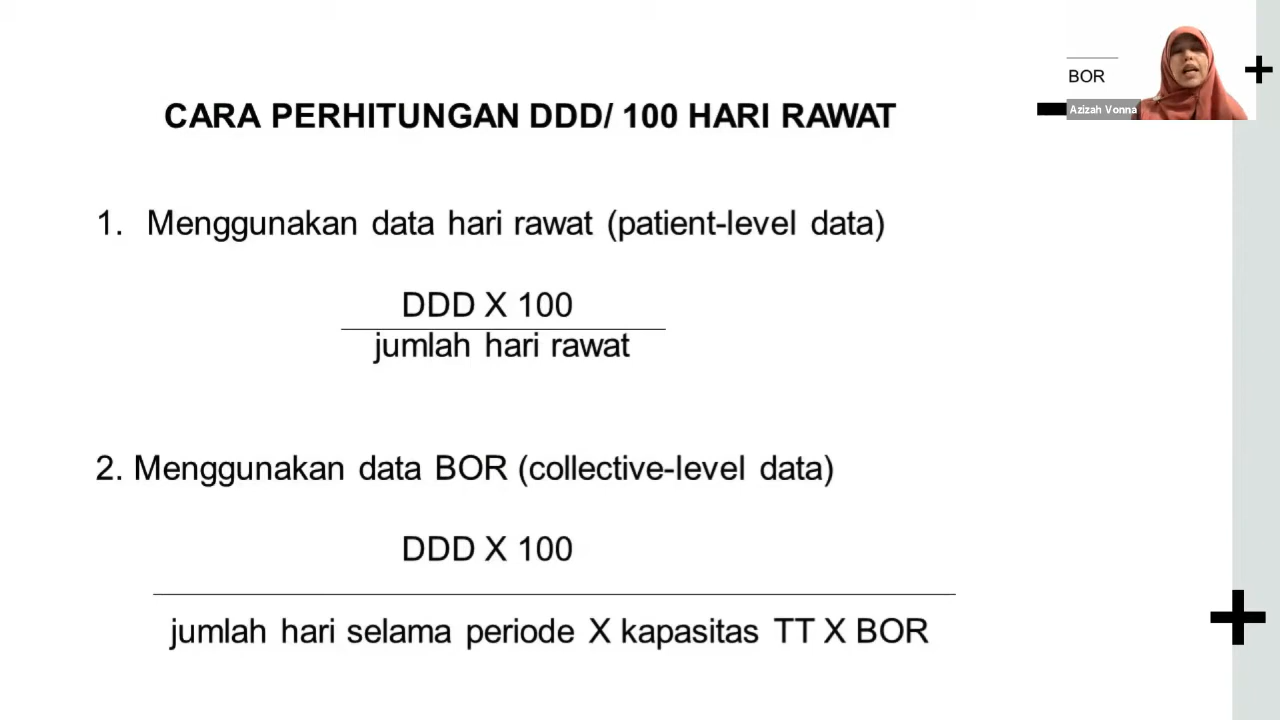 BOR
Azizah Vonna
CARA PERHITUNGAN DDD/ 100 HARI RAWAT
1. Menggunakan data hari rawat (patient-level data)
DDD X 100
jumlah hari rawat
2. Menggunakan data BOR (collective-level data)
DDD X 100
jumlah hari selama periode X kapasitas TT X BOR